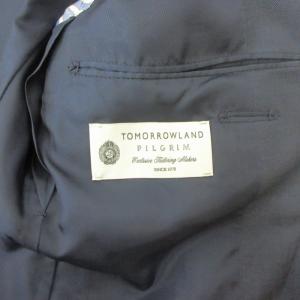 TOMORROWLAND
PILGRIM
Exclusive Tailoring Makers
SINCE 1978